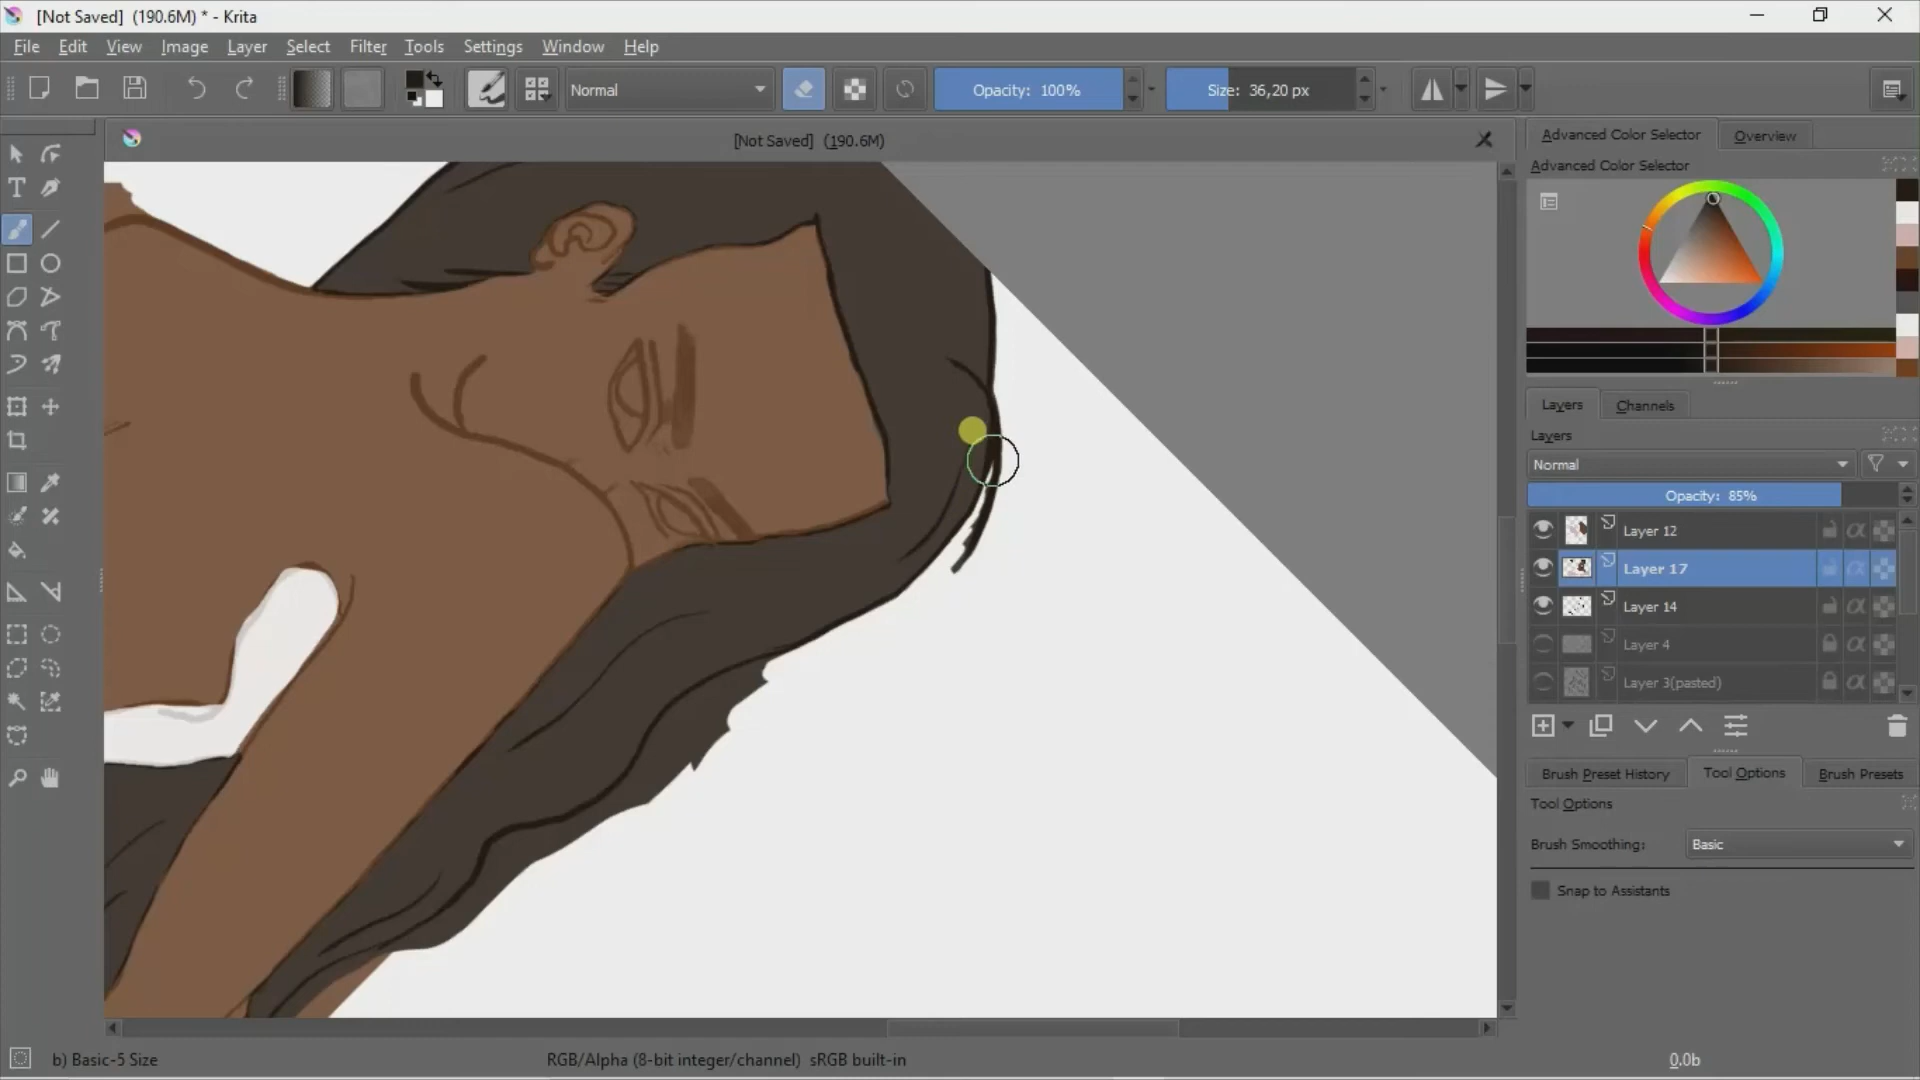 [Not Saved]  (190.6M) * - Krita
File Edit View Image Layer Select Filter Tools Settings Window Help
Normal Opacity: 100% Size: 36,20 px
[Not Saved]  (190.6M)
Advanced Color Selector Overview
Advanced Color Selector
Layers Channels
Layers
Normal
Opacity: 85%
Layer 12
Layer 17
Layer 14
Layer 4
Layer 3(pasted)
Brush Preset History Tool Options Brush Presets
Tool Options
Brush Smoothing: Basic
Snap to Assistants
b) Basic-5 Size RGB/Alpha (8-bit integer/channel)  sRGB built-in 0.0b